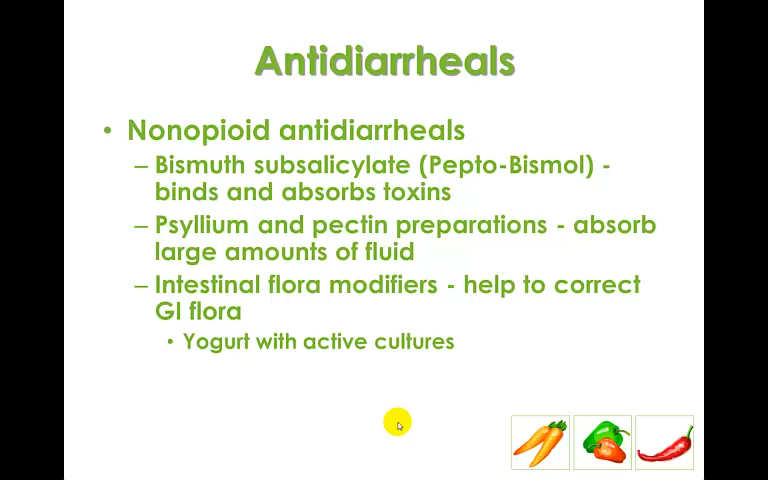 Antidiarrheals
• Nonopioid antidiarrheals
– Bismuth subsalicylate (Pepto-Bismol) -
binds and absorbs toxins
– Psyllium and pectin preparations - absorb
large amounts of fluid
– Intestinal flora modifiers - help to correct
GI flora
• Yogurt with active cultures